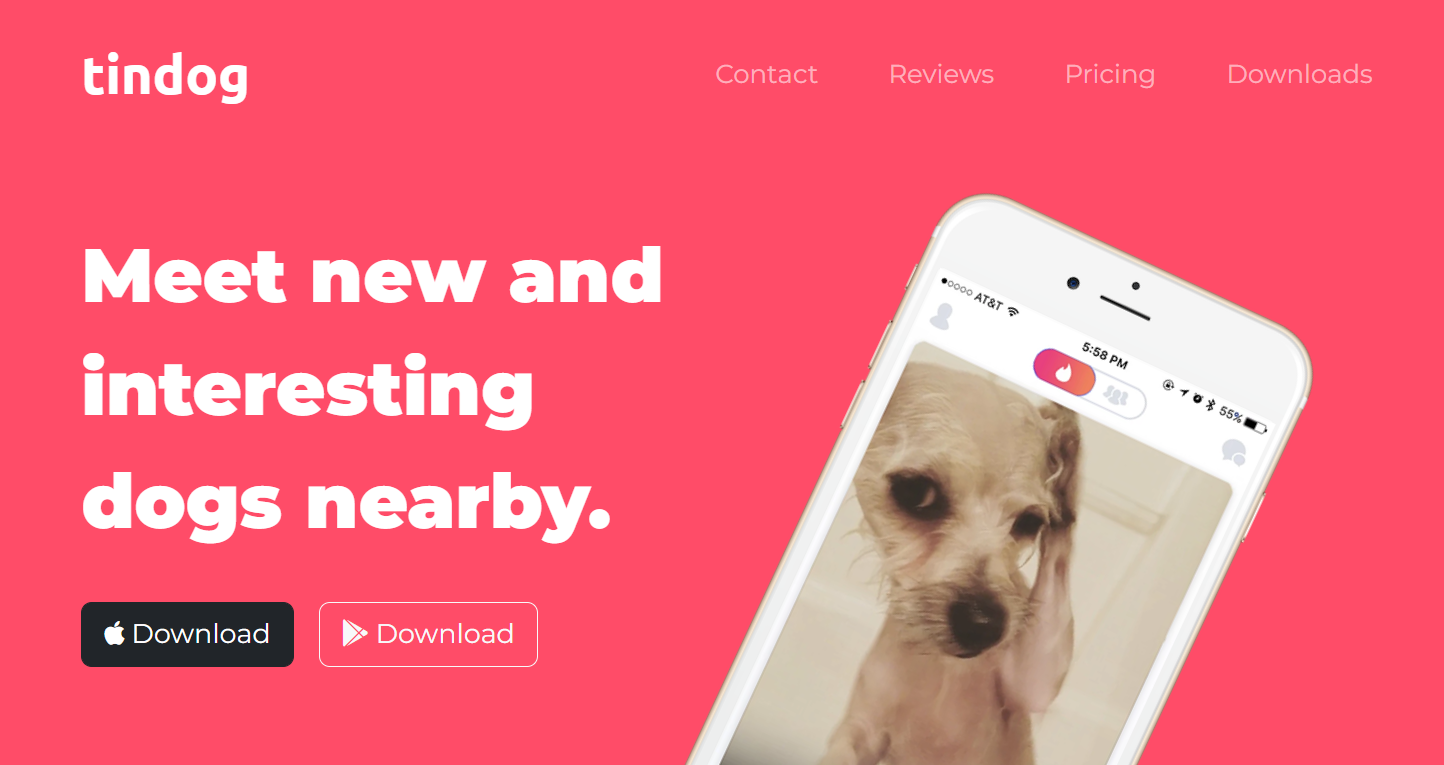 tindog
Contact Reviews Pricing Downloads
Meet new and
interesting
dogs nearby.
Download Download
AT&T
5:58 PM
55%